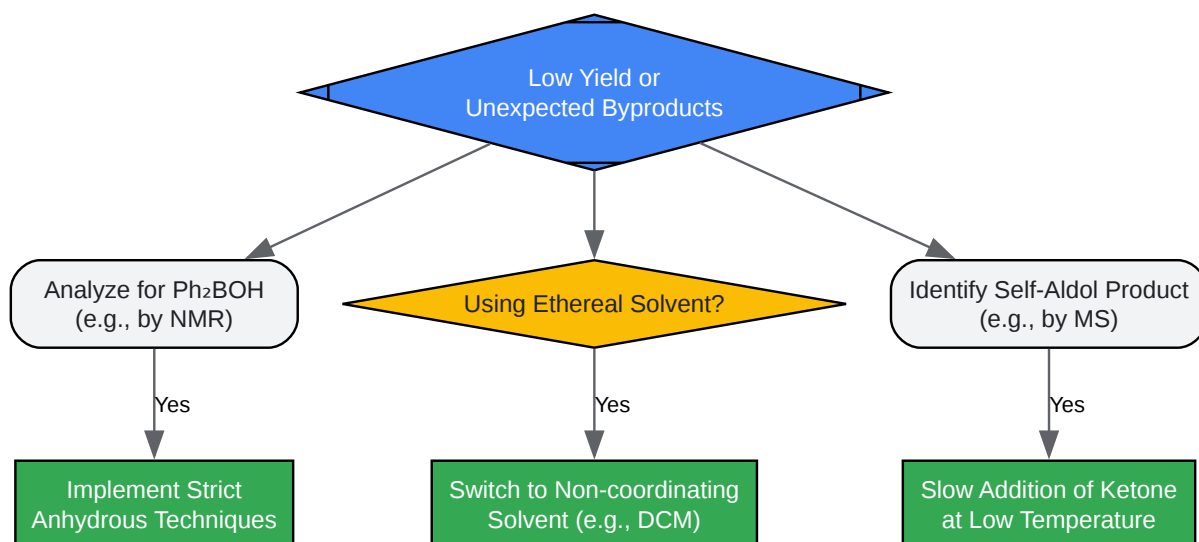 Low Yield or
Unexpected Byproducts
Analyze for Ph₂BOH
(e.g., by NMR)
Using Ethereal Solvent?
Identify Self-Aldol Product
(e.g., by MS)
Yes
Yes
Yes
Implement Strict
Anhydrous Techniques
Switch to Non-coordinating
Solvent (e.g., DCM)
Slow Addition of Ketone
at Low Temperature